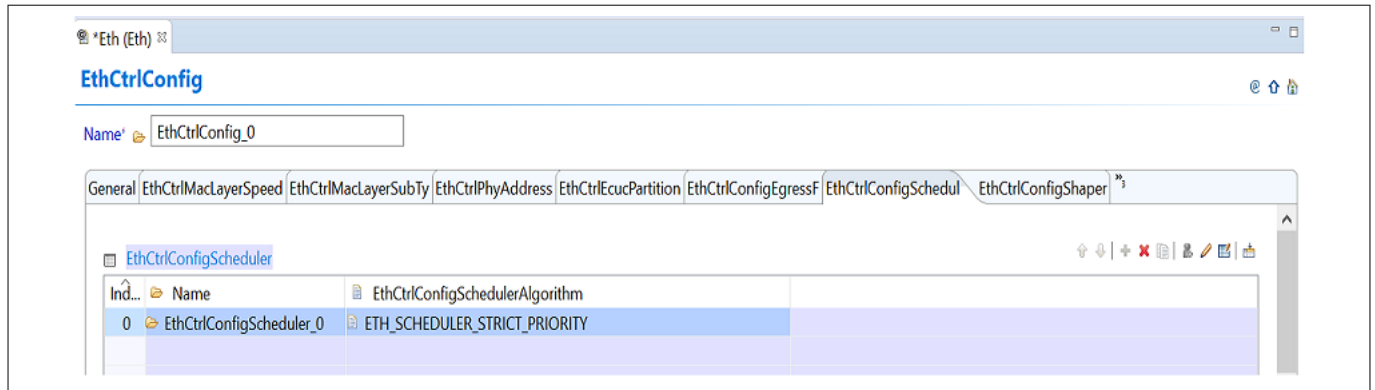 *Eth (Eth)
EthCtrlConfig
Name* EthCtrlConfig_0
General EthCtrlMacLayerSpeed EthCtrlMacLayerSubTy EthCtrlPhyAddress EthCtrlEcucPartition EthCtrlConfigEgressF EthCtrlConfigSchedul EthCtrlConfigShaper »3
EthCtrlConfigScheduler
Ind... Name EthCtrlConfigSchedulerAlgorithm
0 EthCtrlConfigScheduler_0 ETH_SCHEDULER_STRICT_PRIORITY